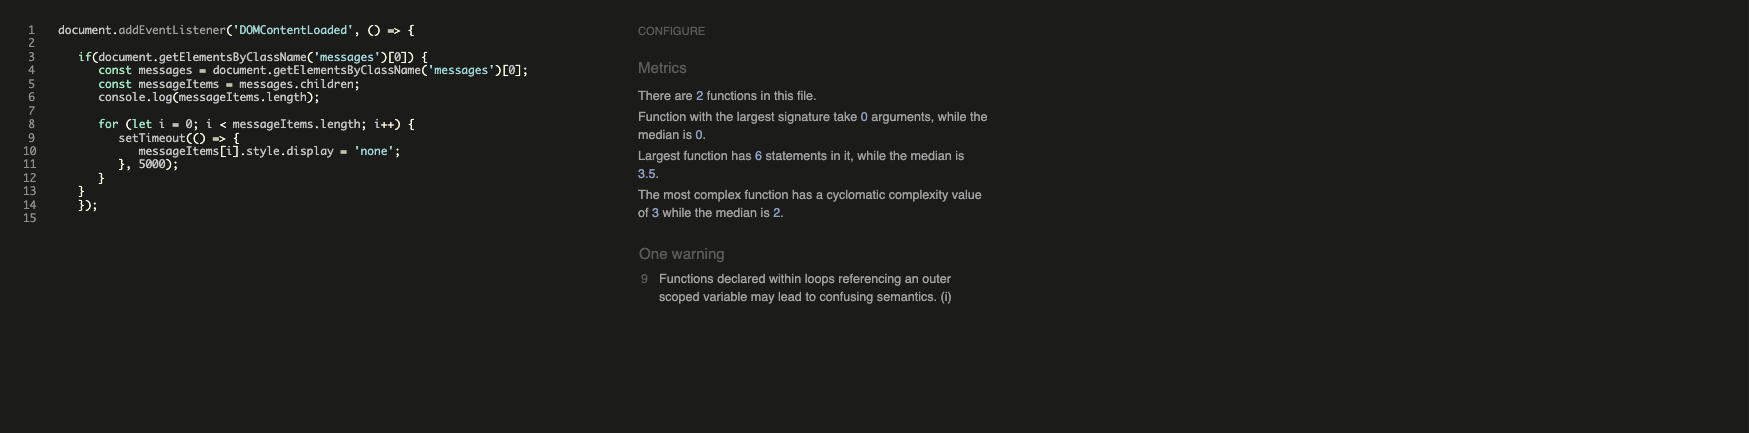 1 document.addEventListener('DOMContentLoaded', () => {
2
3 if(document.getElementsByClassName('messages')[0]) {
4 const messages = document.getElementsByClassName('messages')[0];
5 const messageItems = messages.children;
6 console.log(messageItems.length);
7
8 for (let i = 0; i < messageItems.length; i++) {
9 setTimeout(() => {
10 messageItems[i].style.display = 'none';
11 }, 5000);
12 }
13 }
14 });
15
CONFIGURE
Metrics
There are 2 functions in this file.
Function with the largest signature take 0 arguments, while the
median is 0.
Largest function has 6 statements in it, while the median is
3.5.
The most complex function has a cyclomatic complexity value
of 3 while the median is 2.
One warning
9 Functions declared within loops referencing an outer
scoped variable may lead to confusing semantics. (i)